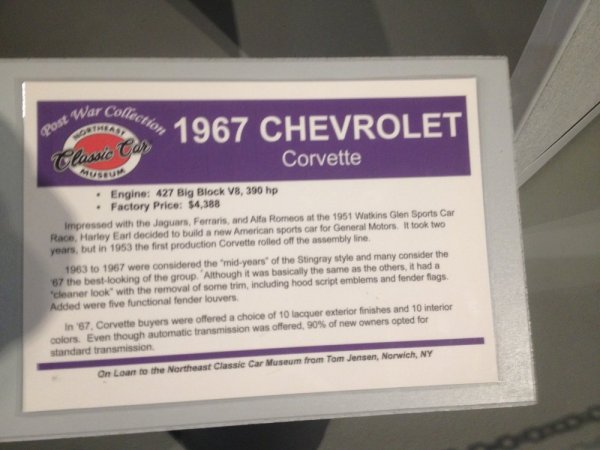 Post War Collection
NORTHEAST
Classic Car
MUSEUM
1967 CHEVROLET
Corvette
• Engine: 427 Big Block V8, 390 hp
• Factory Price: $4,388
Impressed with the Jaguars, Ferraris, and Alfa Romeos at the 1951 Watkins Glen Sports Car
Race, Harley Earl decided to build a new American sports car for General Motors. It took two
years, but in 1953 the first production Corvette rolled off the assembly line.
1963 to 1967 were considered the "mid-years" of the Stingray style and many consider the
'67 the best-looking of the group. Although it was basically the same as the others, it had a
"cleaner look" with the removal of some trim, including hood script emblems and fender flags.
Added were five functional fender louvers.
In '67, Corvette buyers were offered a choice of 10 lacquer exterior finishes and 10 interior
colors. Even though automatic transmission was offered, 90% of new owners opted for
standard transmission.
On Loan to the Northeast Classic Car Museum from Tom Jensen, Norwich, NY